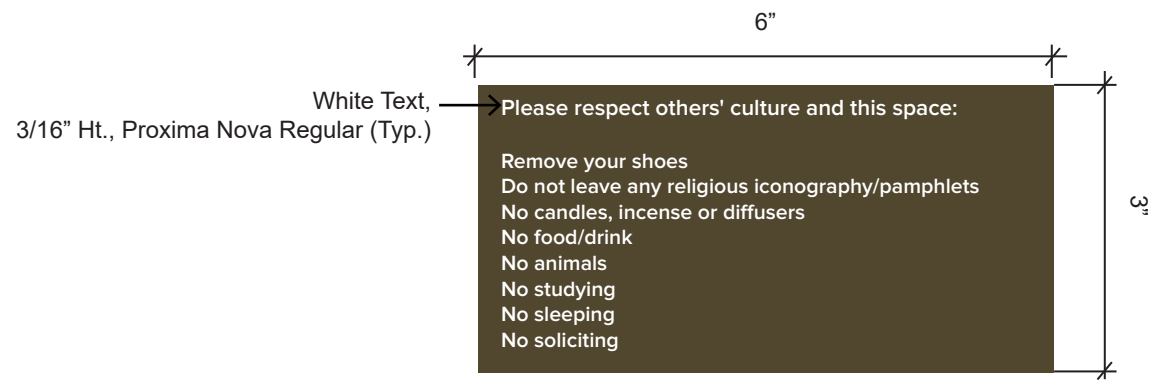 6”
White Text,
3/16” Ht., Proxima Nova Regular (Typ.)
Please respect others' culture and this space:
Remove your shoes
Do not leave any religious iconography/pamphlets
No candles, incense or diffusers
No food/drink
No animals
No studying
No sleeping
No soliciting
3”